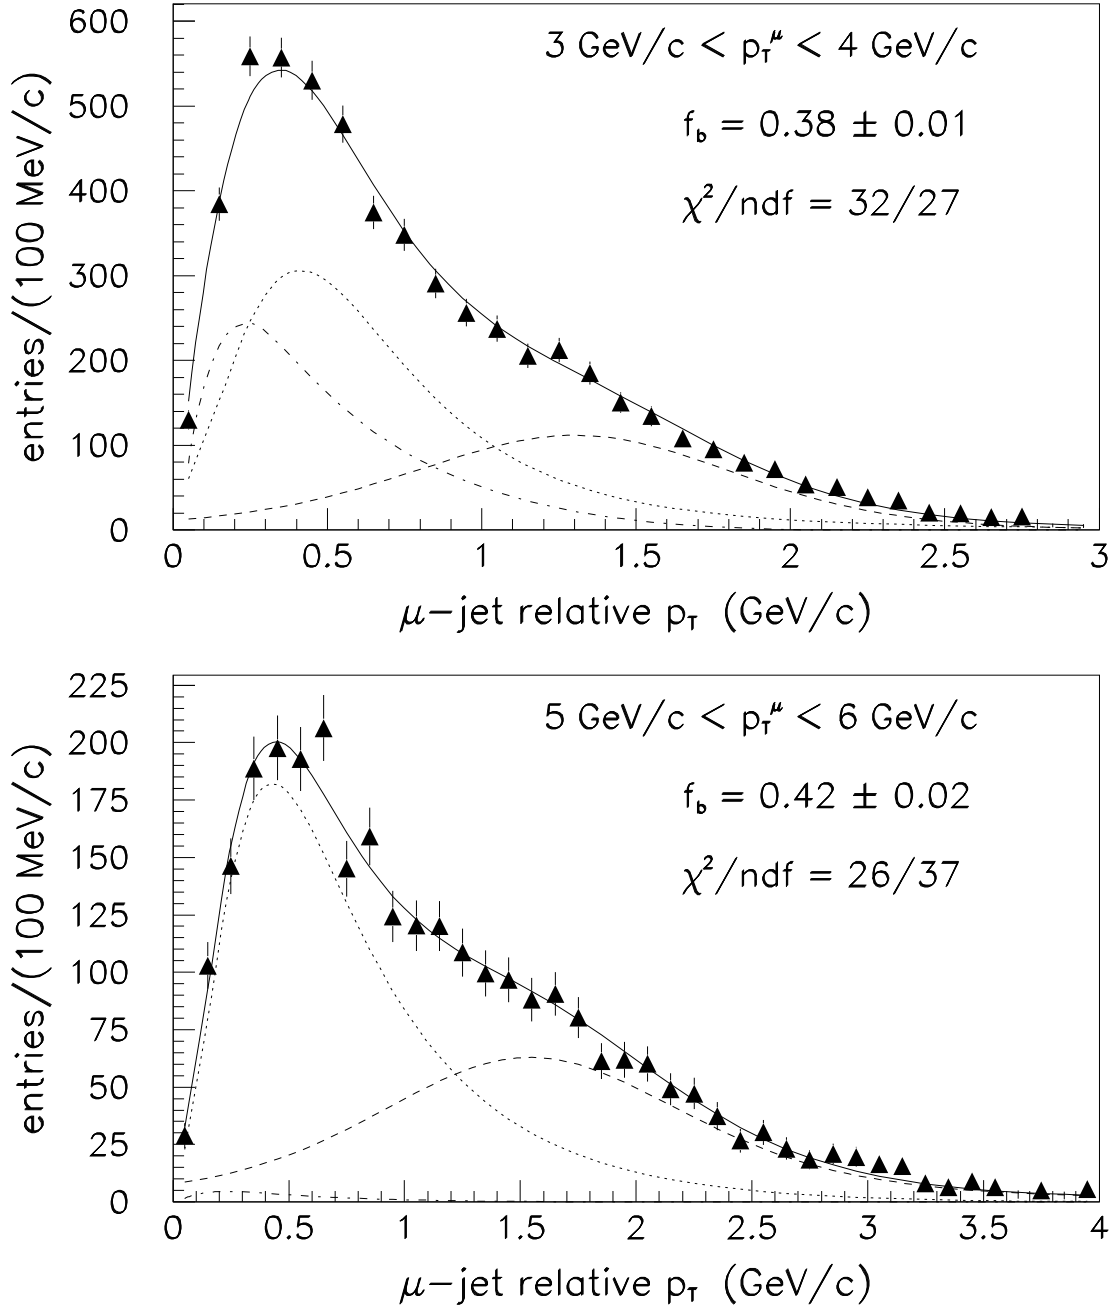 600
500
400
300
200
100
0
entries/(100 MeV/c)
3 GeV/c < p_T^μ < 4 GeV/c
f_b = 0.38 ± 0.01
χ²/ndf = 32/27
0 0.5 1 1.5 2 2.5 3
μ-jet relative p_T (GeV/c)
225
200
175
150
125
100
75
50
25
0
entries/(100 MeV/c)
5 GeV/c < p_T^μ < 6 GeV/c
f_b = 0.42 ± 0.02
χ²/ndf = 26/37
0 0.5 1 1.5 2 2.5 3 3.5 4
μ-jet relative p_T (GeV/c)